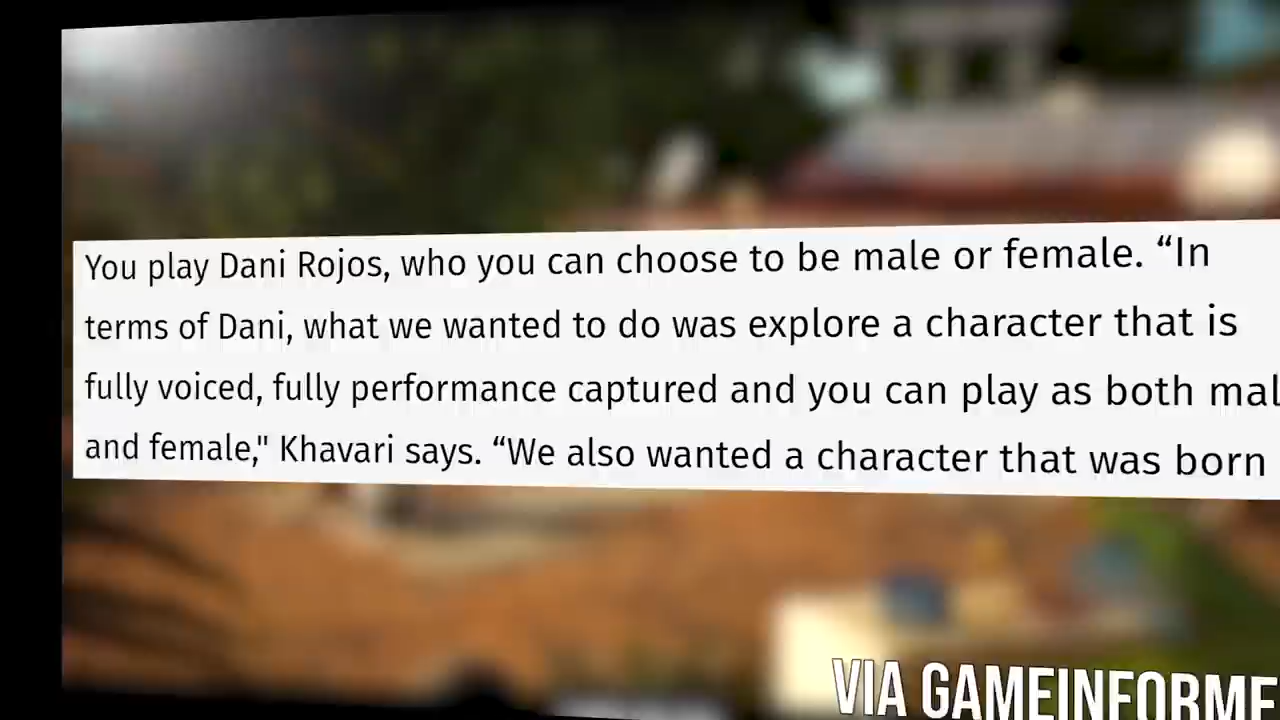 You play Dani Rojos, who you can choose to be male or female. “In
terms of Dani, what we wanted to do was explore a character that is
fully voiced, fully performance captured and you can play as both mal
and female," Khavari says. “We also wanted a character that was born
VIA GAMEINFORME